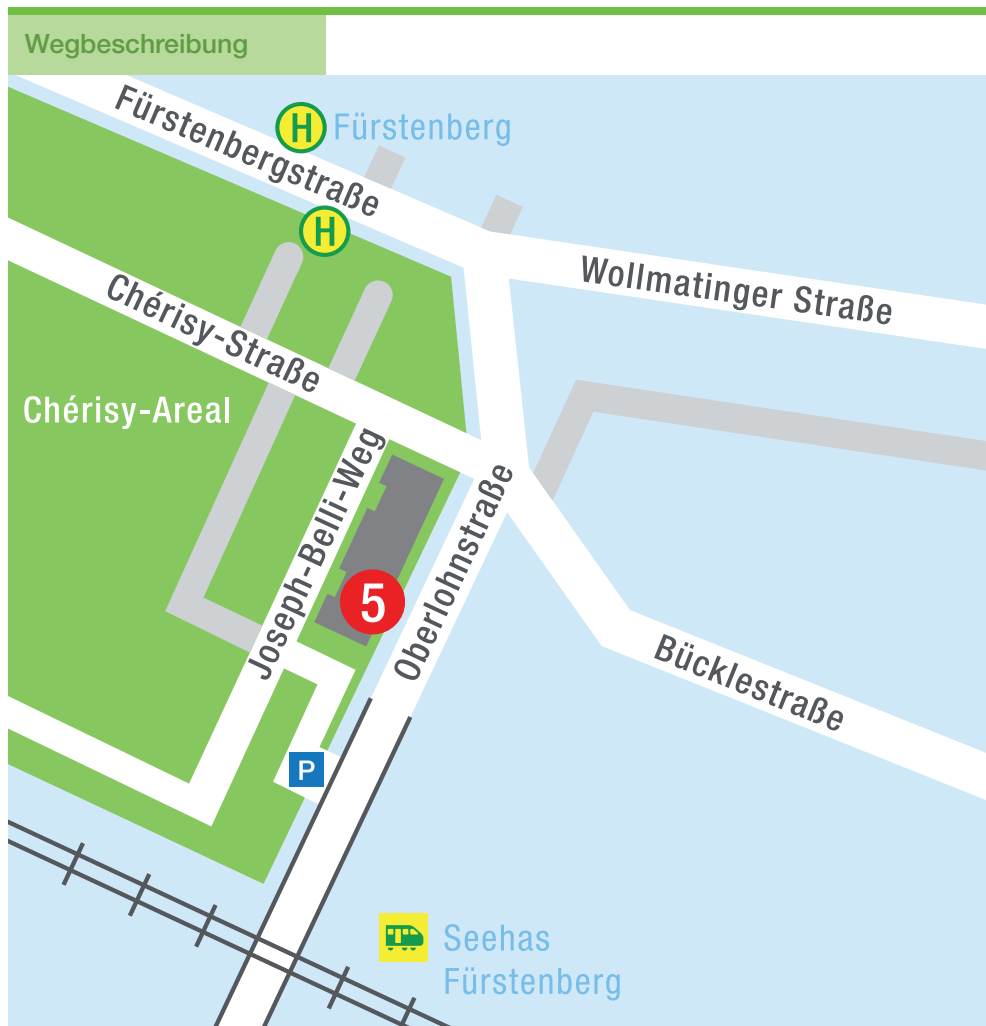 Wegbeschreibung
Fürstenbergstraße
H
Fürstenberg
H
Wollmatinger Straße
Chérisy-Straße
Chérisy-Areal
Joseph-Belli-Weg
5
Oberlohnstraße
Bücklestraße
P
Seehas
Fürstenberg